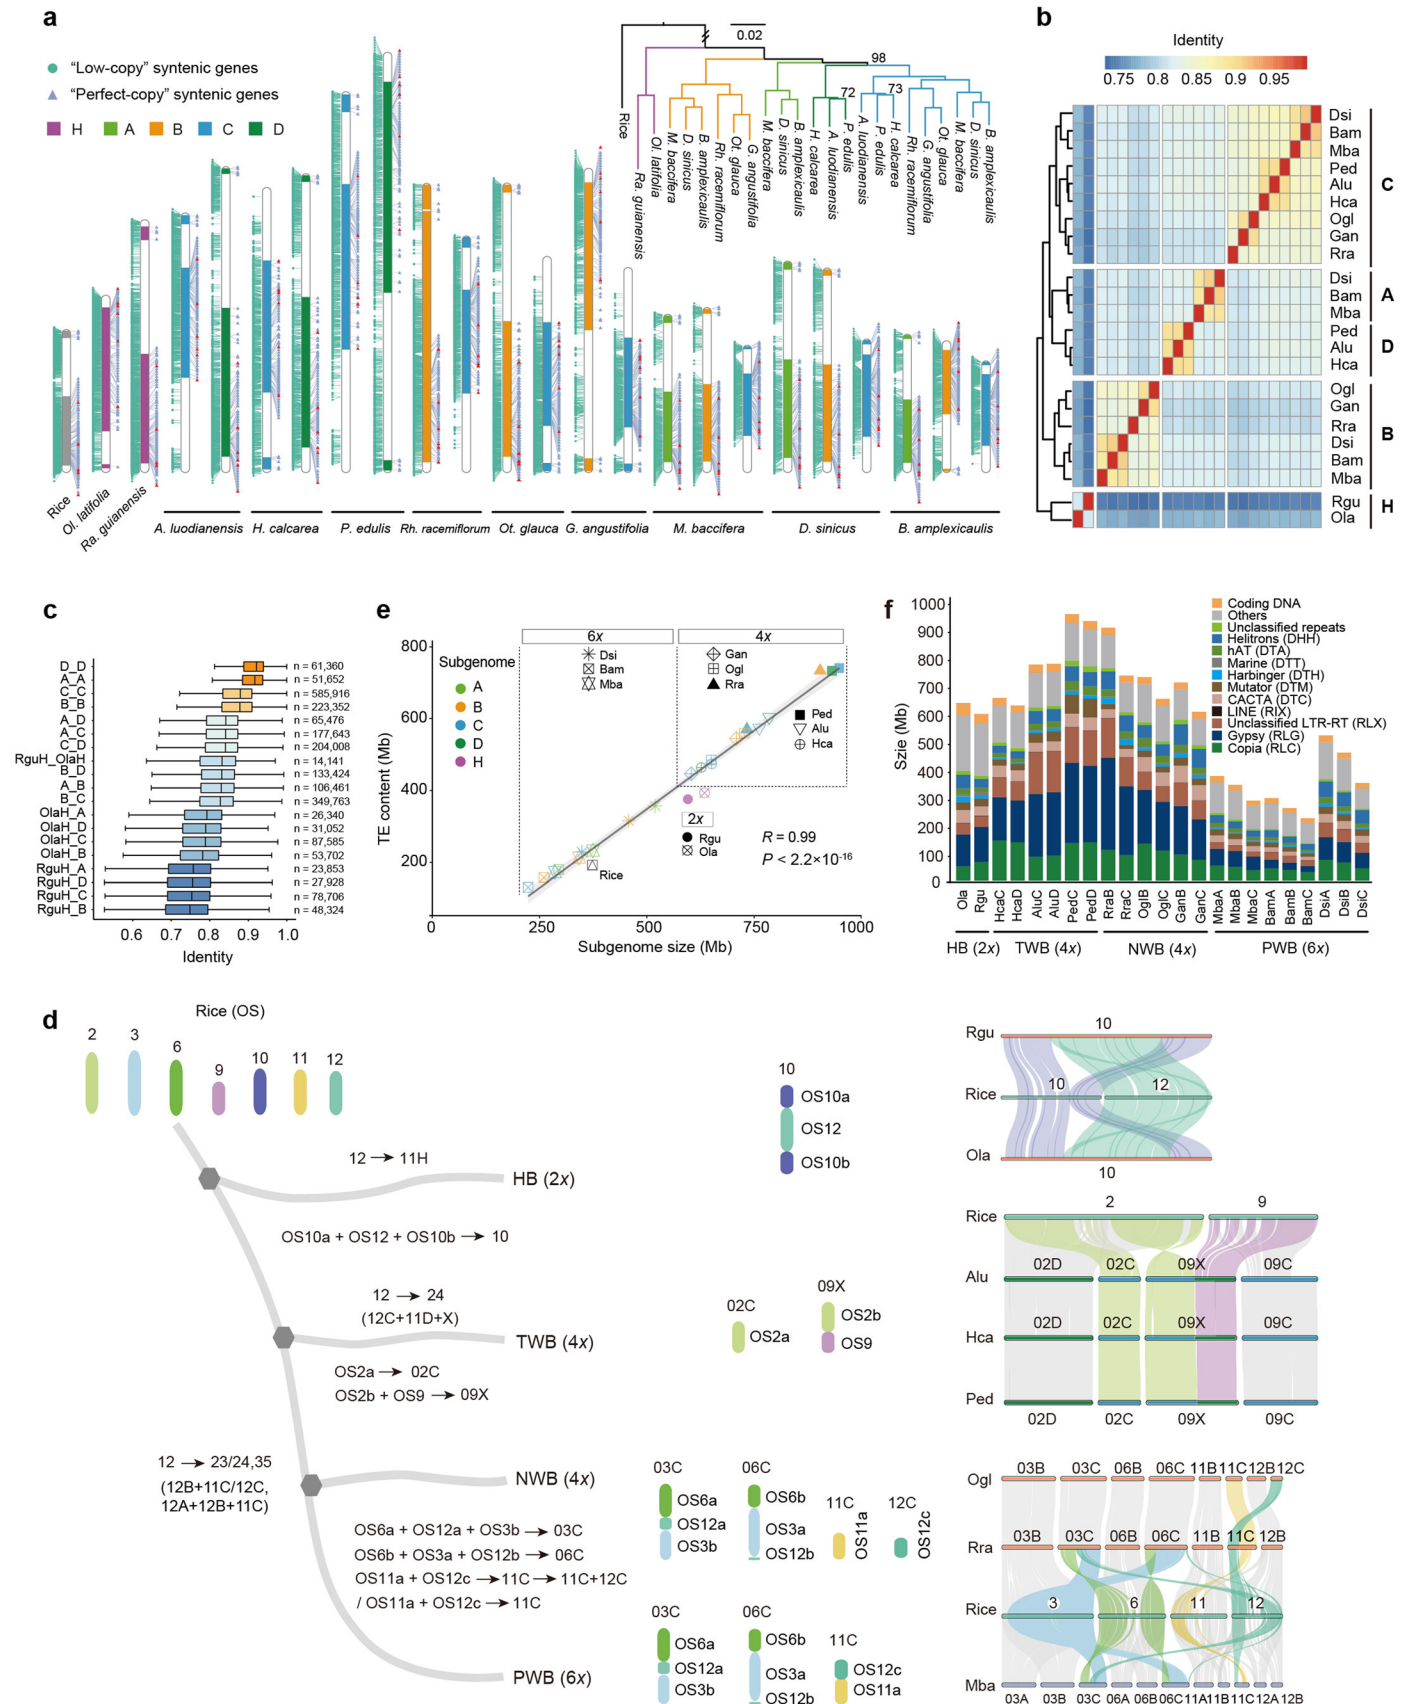 a
"Low-copy" syntenic genes
"Perfect-copy" syntenic genes
H A B C D
0.02
98
72
73
Rice
Ra. guianensis
Ol. latifolia
M. baccifera
D. sinicus
B. amplexicaulis
Rh. racemiflorum
Ot. glauca
G. angustifolia
M. baccifera
D. sinicus
B. amplexicaulis
H. calcarea
A. luodianensis
P. edulis
A. luodianensis
P. edulis
H. calcarea
Rh. racemiflorum
G. angustifolia
Ot. glauca
M. baccifera
D. sinicus
B. amplexicaulis
Rice
Ol. latifolia
Ra. guianensis
A. luodianensis
H. calcarea
P. edulis
Rh. racemiflorum
Ot. glauca
G. angustifolia
M. baccifera
D. sinicus
B. amplexicaulis
b
Identity
0.75 0.8 0.85 0.9 0.95
Dsi
Bam
Mba
Ped
Alu
Hca
Ogl
Gan
Rra
C
Dsi
Bam
Mba
A
Ped
Alu
Hca
D
Ogl
Gan
Rra
Dsi
Bam
Mba
B
Rgu
Ola
H
c
D_D n = 61,360
A_A n = 51,652
C_C n = 585,916
B_B n = 223,352
A_D n = 65,476
A_C n = 177,643
C_D n = 204,008
RguH_OlaH n = 14,141
B_D n = 133,424
A_B n = 106,461
B_C n = 349,763
OlaH_A n = 26,340
OlaH_D n = 31,052
OlaH_C n = 87,585
OlaH_B n = 53,702
RguH_A n = 23,853
RguH_D n = 27,928
RguH_C n = 78,706
RguH_B n = 48,324
0.6 0.7 0.8 0.9 1.0
Identity
e
800
600
400
200
0
TE content (Mb)
Subgenome
A
B
C
D
H
6x
Dsi
Bam
Mba
4x
Gan
Ogl
Rra
Ped
Alu
Hca
2x
Rgu
Ola
Rice
R = 0.99
P < 2.2×10-16
250 500 750 1000
Subgenome size (Mb)
f
1000
900
800
700
600
500
400
300
200
100
0
Szie (Mb)
Coding DNA
Others
Unclassified repeats
Helitrons (DHH)
hAT (DTA)
Marine (DTT)
Harbinger (DTH)
Mutator (DTM)
CACTA (DTC)
LINE (RIX)
Unclassified LTR-RT (RLX)
Gypsy (RLG)
Copia (RLC)
Ola Rgu HcaC HcaD AluC AluD PedC PedD RraB RraC OglB OglC GanB GanC MbaA MbaB MbaC BamA BamB BamC DsiA DsiB DsiC
HB (2x) TWB (4x) NWB (4x) PWB (6x)
d
Rice (OS)
2 3 6 9 10 11 12
12 → 11H
HB (2x)
OS10a + OS12 + OS10b → 10
10
OS10a
OS12
OS10b
12 → 24
(12C+11D+X)
TWB (4x)
OS2a → 02C
OS2b + OS9 → 09X
02C
OS2a
09X
OS2b
OS9
12 → 23/24,35
(12B+11C/12C,
12A+12B+11C)
NWB (4x)
OS6a + OS12a + OS3b → 03C
OS6b + OS3a + OS12b → 06C
OS11a + OS12c → 11C → 11C+12C
/ OS11a + OS12c → 11C
PWB (6x)
03C
OS6a
OS12a
OS3b
06C
OS6b
OS3a
OS12b
11C
OS11a
12C
OS12c
03C
OS6a
OS12a
OS3b
06C
OS6b
OS3a
OS12b
11C
OS12c
OS11a
Rgu 10
Rice 10 12
Ola 10
Rice 2 9
Alu 02D 02C 09X 09C
Hca 02D 02C 09X 09C
Ped 02D 02C 09X 09C
Ogl 03B 03C 06B 06C 11B 11C 12B 12C
Rra 03B 03C 06B 06C 11B 11C 12B
Rice 3 6 11 12
Mba 03A 03B 03C 06A 06B 06C 11A 11B 11C 12A 12B